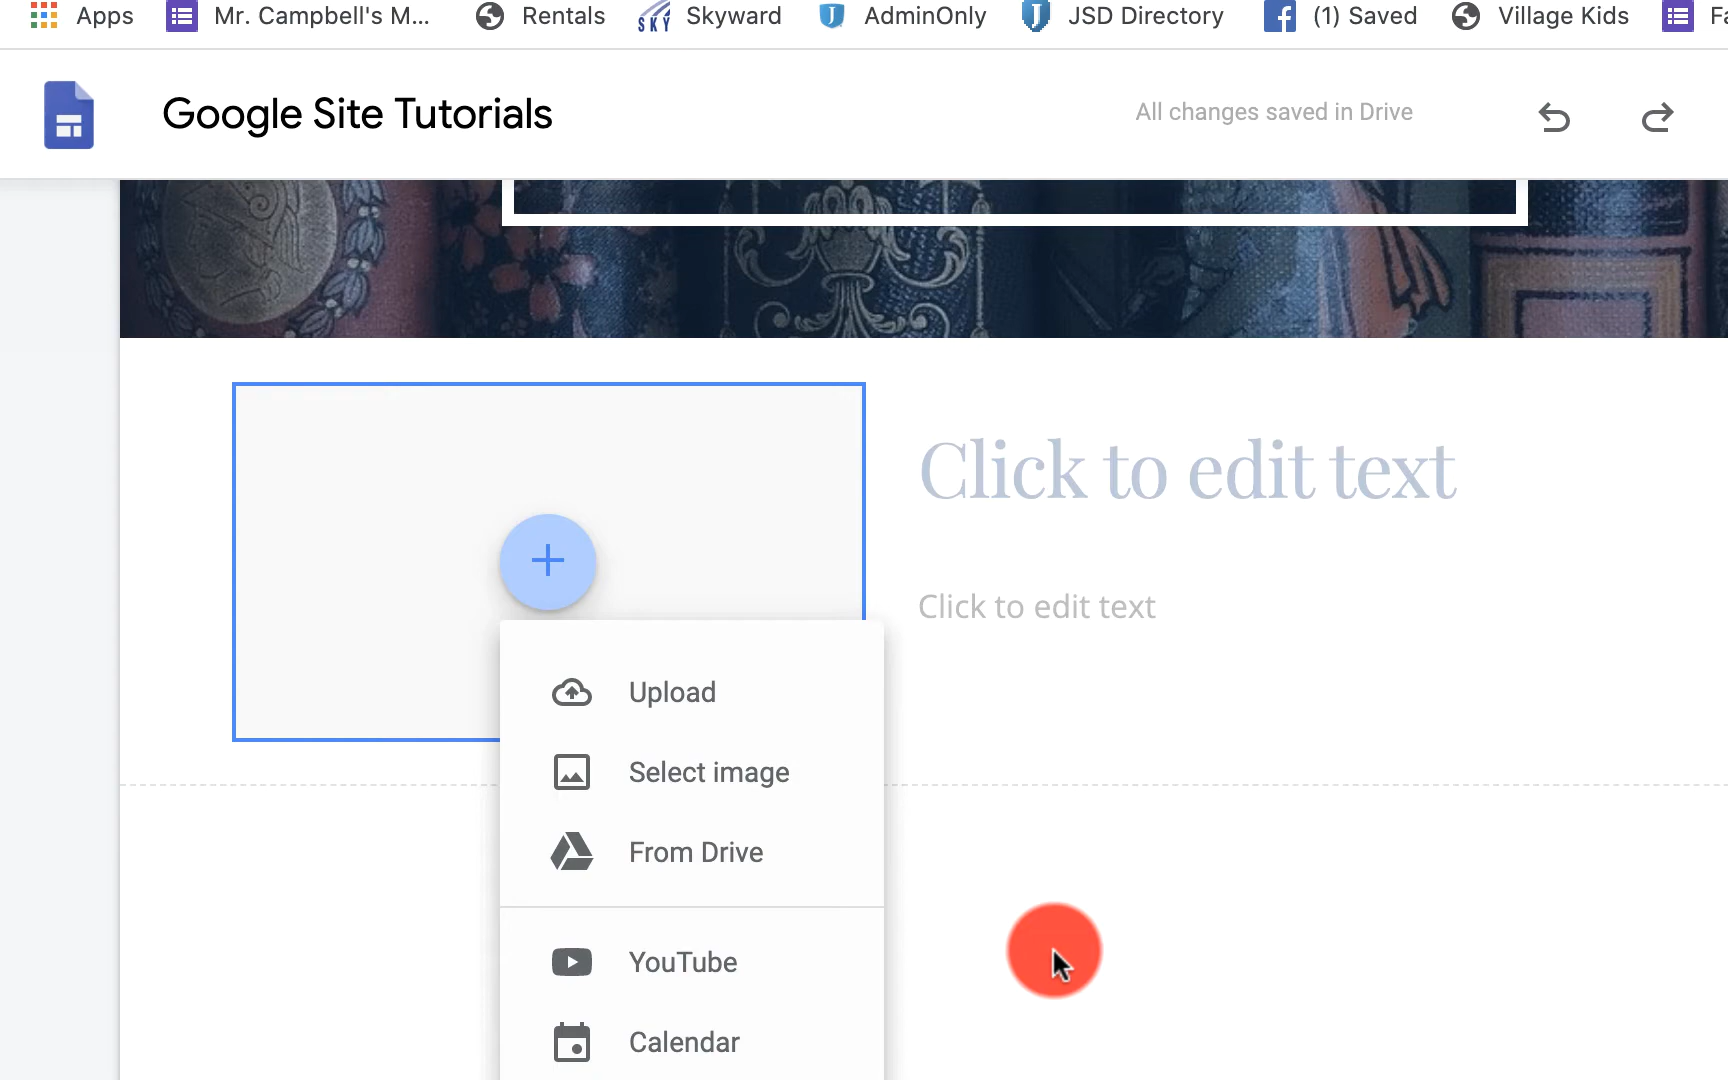 Apps Mr. Campbell's M... Rentals SKY Skyward J AdminOnly J JSD Directory f (1) Saved Village Kids
Google Site Tutorials All changes saved in Drive
Click to edit text
Click to edit text
Upload
Select image
From Drive
YouTube
Calendar